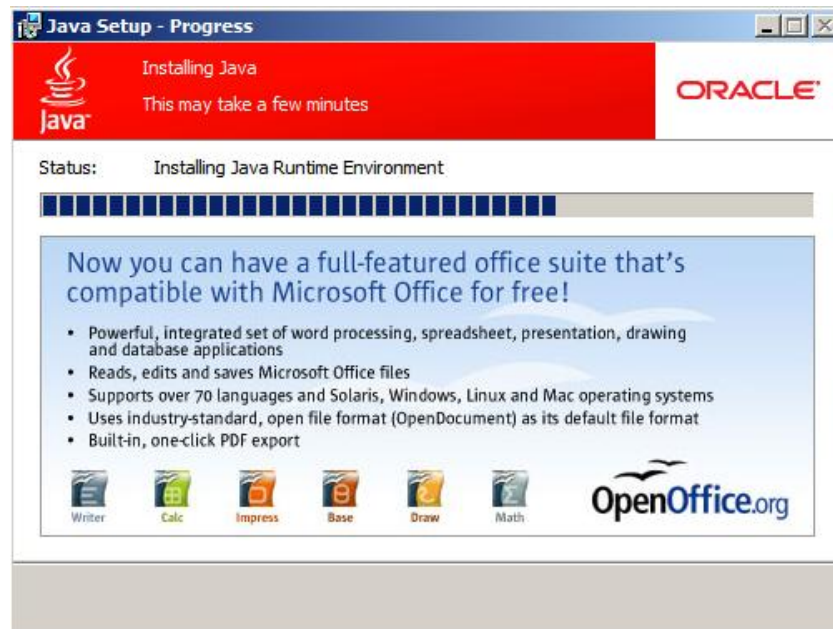 Java Setup - Progress
Installing Java
This may take a few minutes
Java™
ORACLE®
Status: Installing Java Runtime Environment
Now you can have a full-featured office suite that's
compatible with Microsoft Office for free!
• Powerful, integrated set of word processing, spreadsheet, presentation, drawing
and database applications
• Reads, edits and saves Microsoft Office files
• Supports over 70 languages and Solaris, Windows, Linux and Mac operating systems
• Uses industry-standard, open file format (OpenDocument) as its default file format
• Built-in, one-click PDF export
Writer Calc Impress Base Draw Math
OpenOffice.org